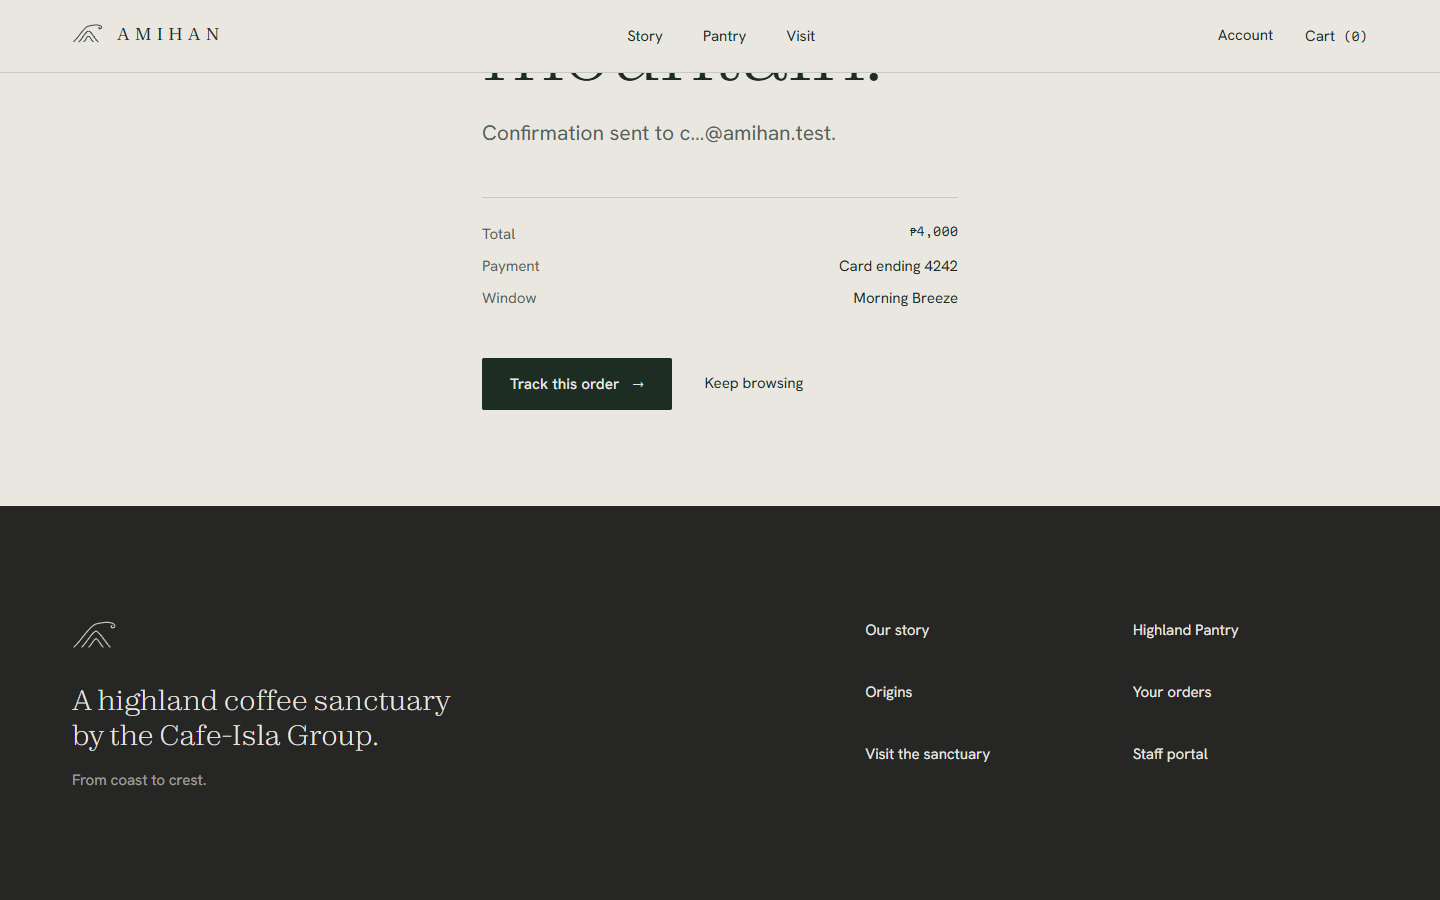 AMIHAN
Story Pantry Visit
Account Cart (0)
Confirmation sent to c...@amihan.test.
Total ₱4,000
Payment Card ending 4242
Window Morning Breeze
Track this order → Keep browsing
A highland coffee sanctuary
by the Cafe-Isla Group.
From coast to crest.
Our story
Highland Pantry
Origins
Your orders
Visit the sanctuary
Staff portal